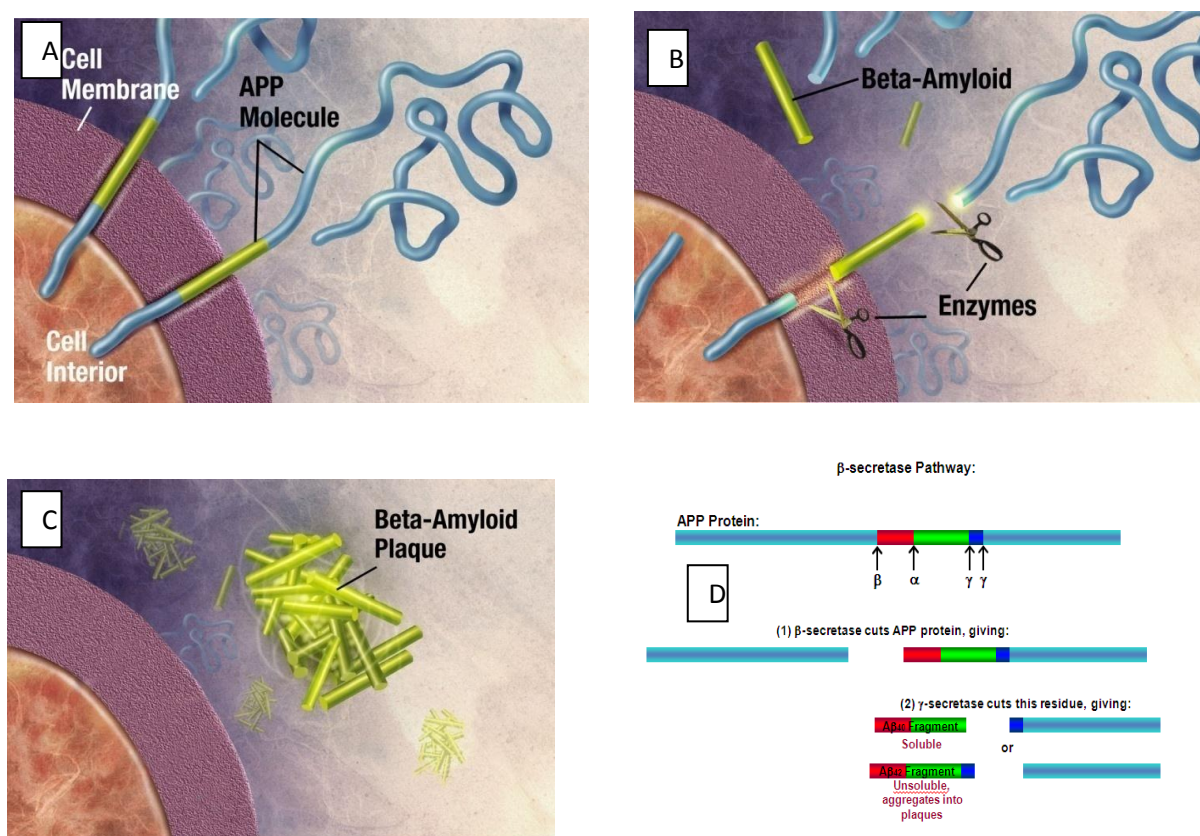 A
Cell
Membrane
APP
Molecule
Cell
Interior
B
Beta-Amyloid
Enzymes
C
Beta-Amyloid
Plaque
β-secretase Pathway:
APP Protein:
β α γ γ
D
(1) β-secretase cuts APP protein, giving:
(2) γ-secretase cuts this residue, giving:
Aβ40 Fragment
Soluble
or
Aβ42 Fragment
Unsoluble,
aggregates into
plaques